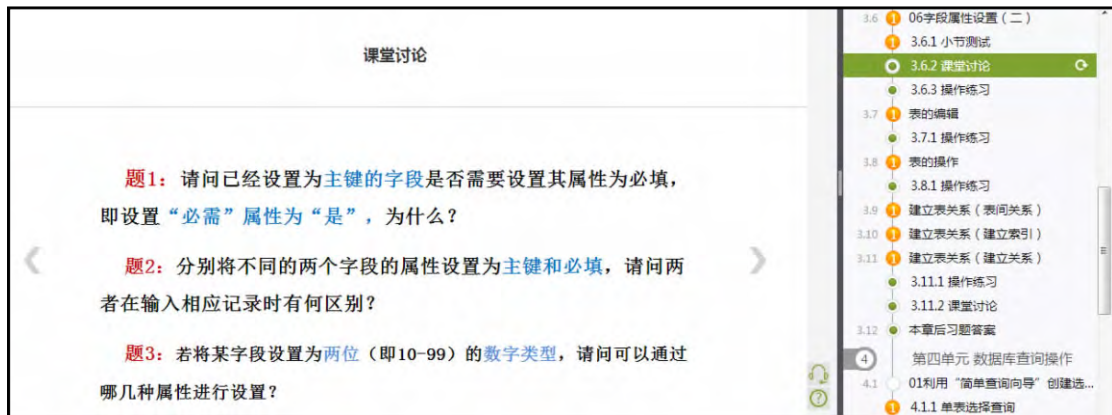 课堂讨论
题1：请问已经设置为主键的字段是否需要设置其属性为必填，
即设置“必需”属性为“是”，为什么？
题2：分别将不同的两个字段的属性设置为主键和必填，请问两
者在输入相应记录时有何区别？
题3：若将某字段设置为两位（即10-99）的数字类型，请问可以通过
哪几种属性进行设置？
3.6 1 06字段属性设置（二）
1 3.6.1 小节测试
3.6.2 课堂讨论
3.6.3 操作练习
3.7 1 表的编辑
3.7.1 操作练习
3.8 1 表的操作
3.8.1 操作练习
3.9 1 建立表关系（表间关系）
3.10 1 建立表关系（建立索引）
3.11 1 建立表关系（建立关系）
3.11.1 操作练习
3.11.2 课堂讨论
3.12 本章后习题答案
4 第四单元 数据库查询操作
4.1 01利用“简单查询向导”创建选...
1 4.1.1 单表选择查询